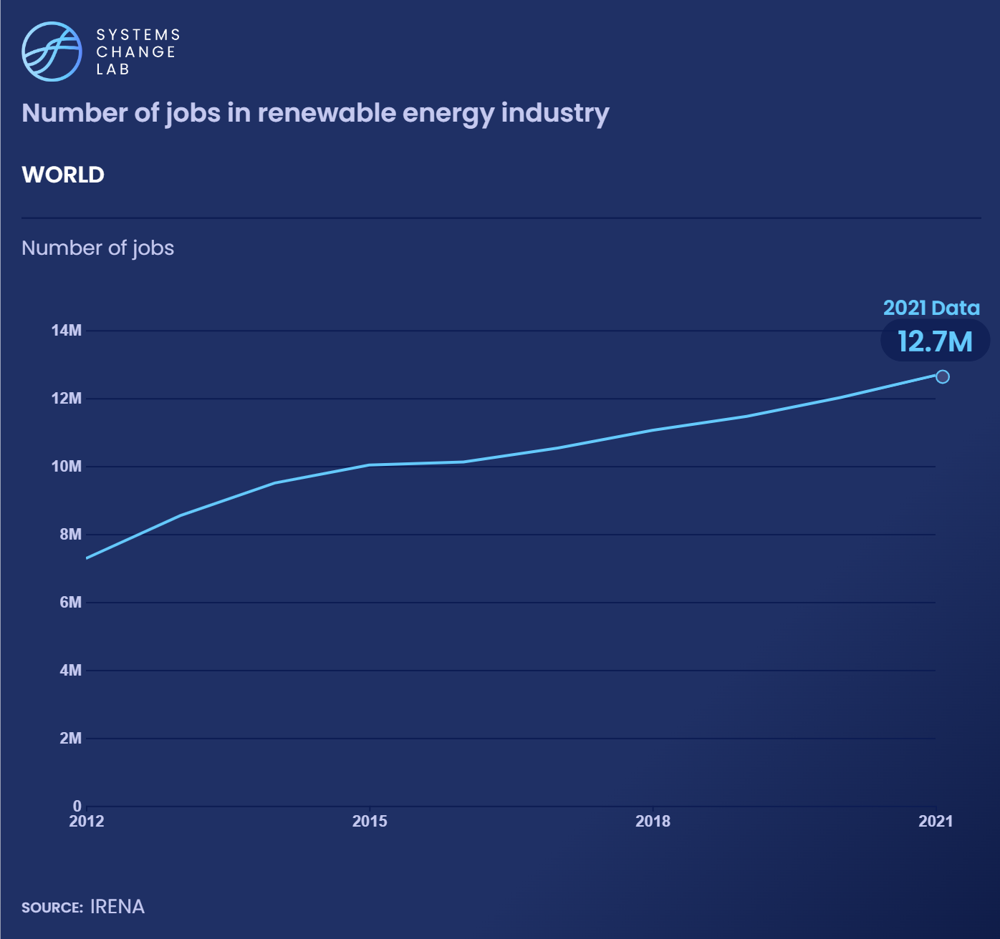 SYSTEMS
CHANGE
LAB
Number of jobs in renewable energy industry
WORLD
Number of jobs
2021 Data
12.7M
14M
12M
10M
8M
6M
4M
2M
0
2012 2015 2018 2021
SOURCE: IRENA